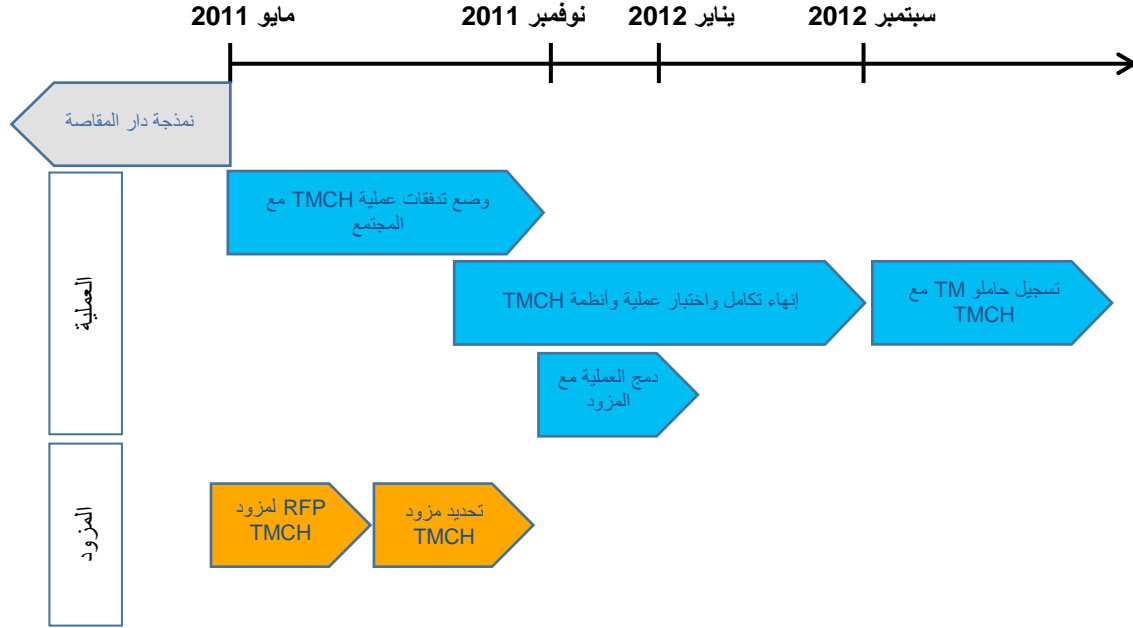 مايو 2011
نوفمبر 2011
يناير 2012
سبتمبر 2012
نمذجة دار المقاصة
العملية
وضع تدفقات عملية TMCH مع
المجتمع
إنهاء تكامل واختبار عملية وأنظمة TMCH
تسجيل حاملو TM مع
TMCH
دمج العملية مع
المزود
المزود
RFP لمزود
TMCH
تحديد مزود
TMCH